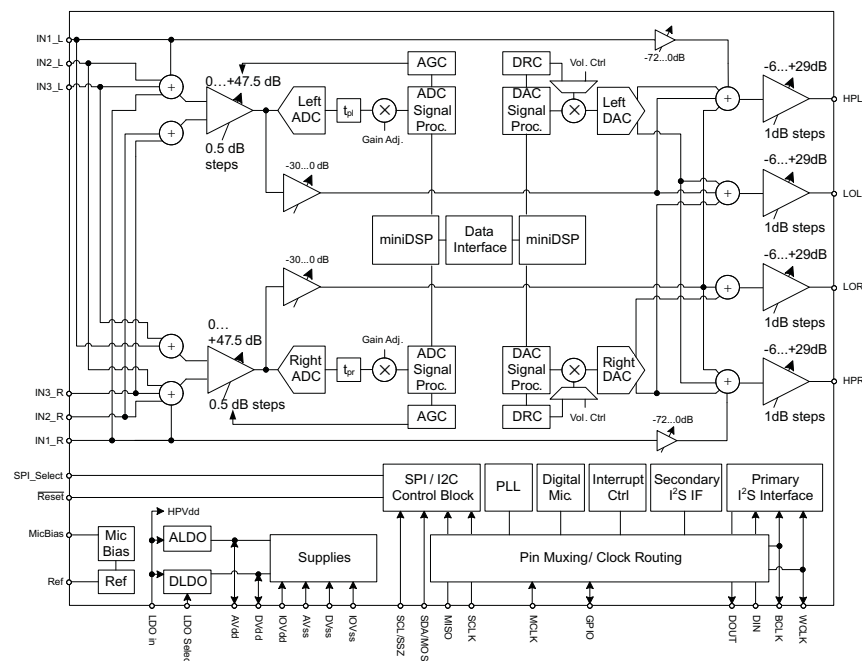 IN1_L
IN2_L
IN3_L
0…+47.5 dB
0.5 dB
steps
Left
ADC
tpl
Gain Adj.
AGC
ADC
Signal
Proc.
DRC
Vol. Ctrl
DAC
Signal
Proc.
Left
DAC
-72...0dB
-6...+29dB
1dB steps
HPL
-30...0 dB
-6...+29dB
1dB steps
LOL
miniDSP
Data
Interface
miniDSP
-30...0 dB
-6...+29dB
1dB steps
LOR
0…
+47.5 dB
0.5 dB steps
Right
ADC
tpr
Gain Adj.
ADC
Signal
Proc.
AGC
DAC
Signal
Proc.
DRC
Vol. Ctrl
Right
DAC
-72...0dB
-6...+29dB
1dB steps
HPR
IN3_R
IN2_R
IN1_R
SPI_Select
Reset
SPI / I2C
Control Block
PLL
Digital
Mic.
Interrupt
Ctrl
Secondary
I2S IF
Primary
I2S Interface
HPVdd
MicBias
Mic
Bias
ALDO
Supplies
Pin Muxing/ Clock Routing
Ref
Ref
DLDO
LDO in
LDO Select
AVdd
DVdd
IOVdd
AVss
DVss
IOVss
SCL/SSZ
SDA/MOS
MISO
SCLK
MCLK
GPIO
DOUT
DIN
BCLK
WCLK